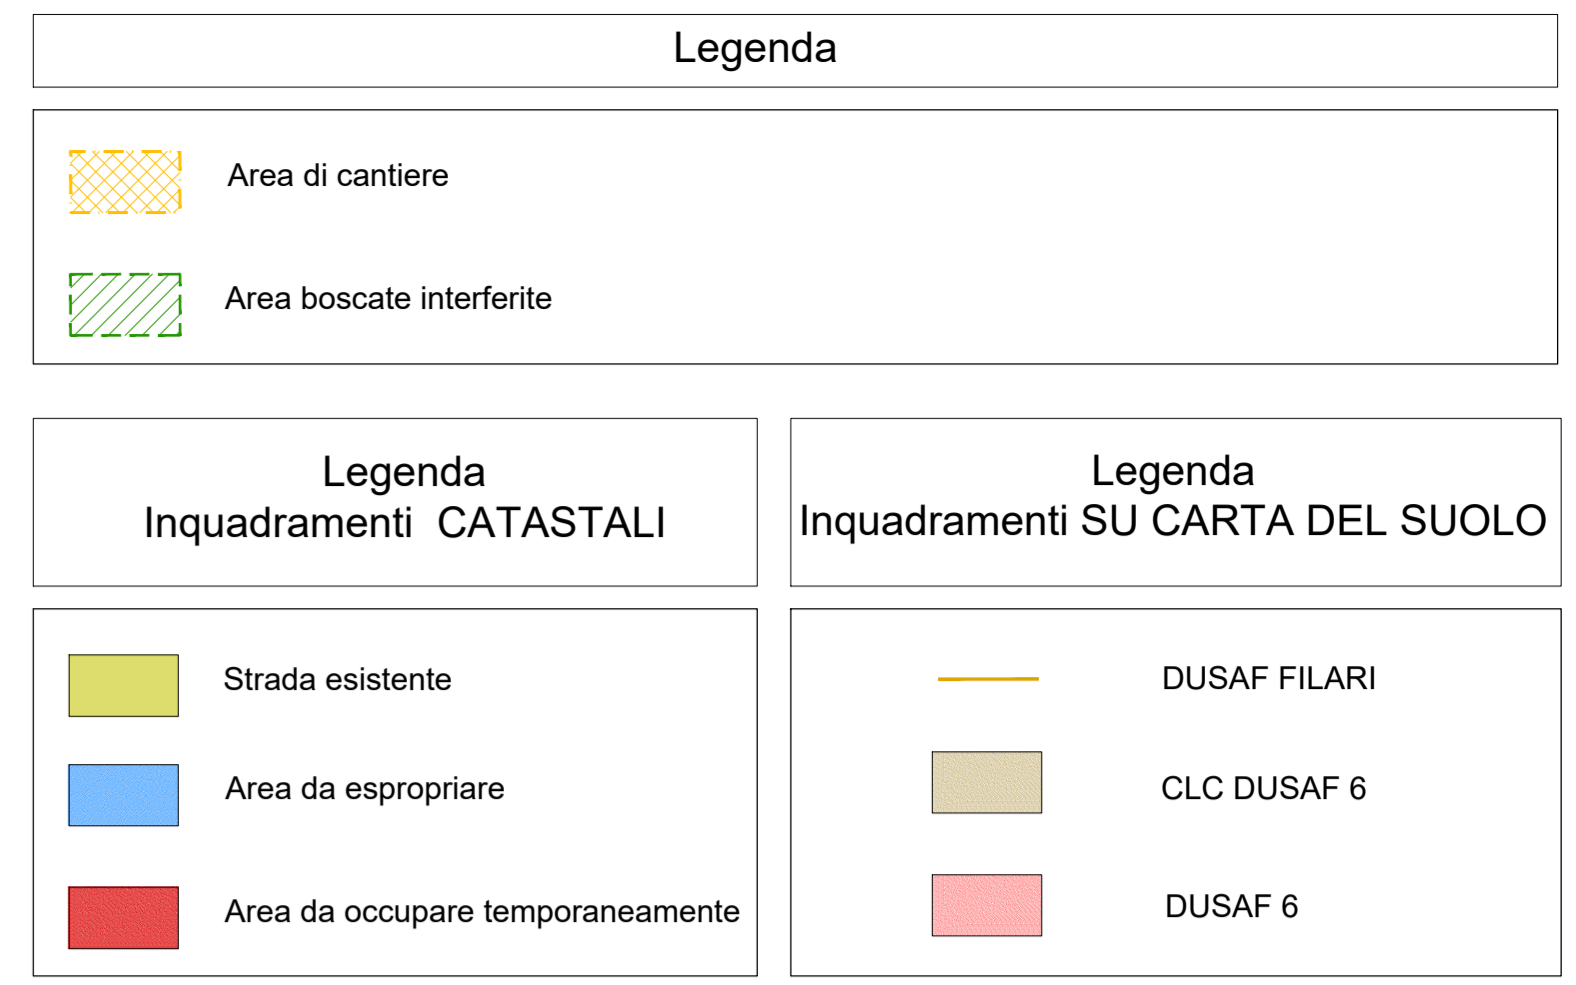 Legenda
Area di cantiere
Area boscate interferite
Legenda
Inquadramenti CATASTALI
Strada esistente
Area da espropriare
Area da occupare temporaneamente
Legenda
Inquadramenti SU CARTA DEL SUOLO
DUSAF FILARI
CLC DUSAF 6
DUSAF 6